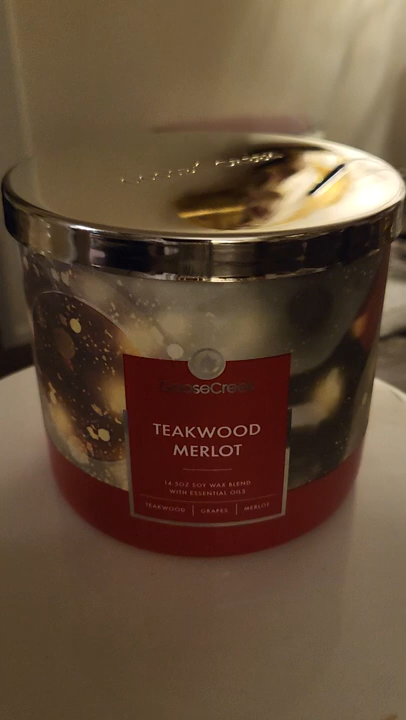 GooseCreek
TEAKWOOD
MERLOT
14.5OZ SOY WAX BLEND
WITH ESSENTIAL OILS
TEAKWOOD | GRAPES | MERLOT